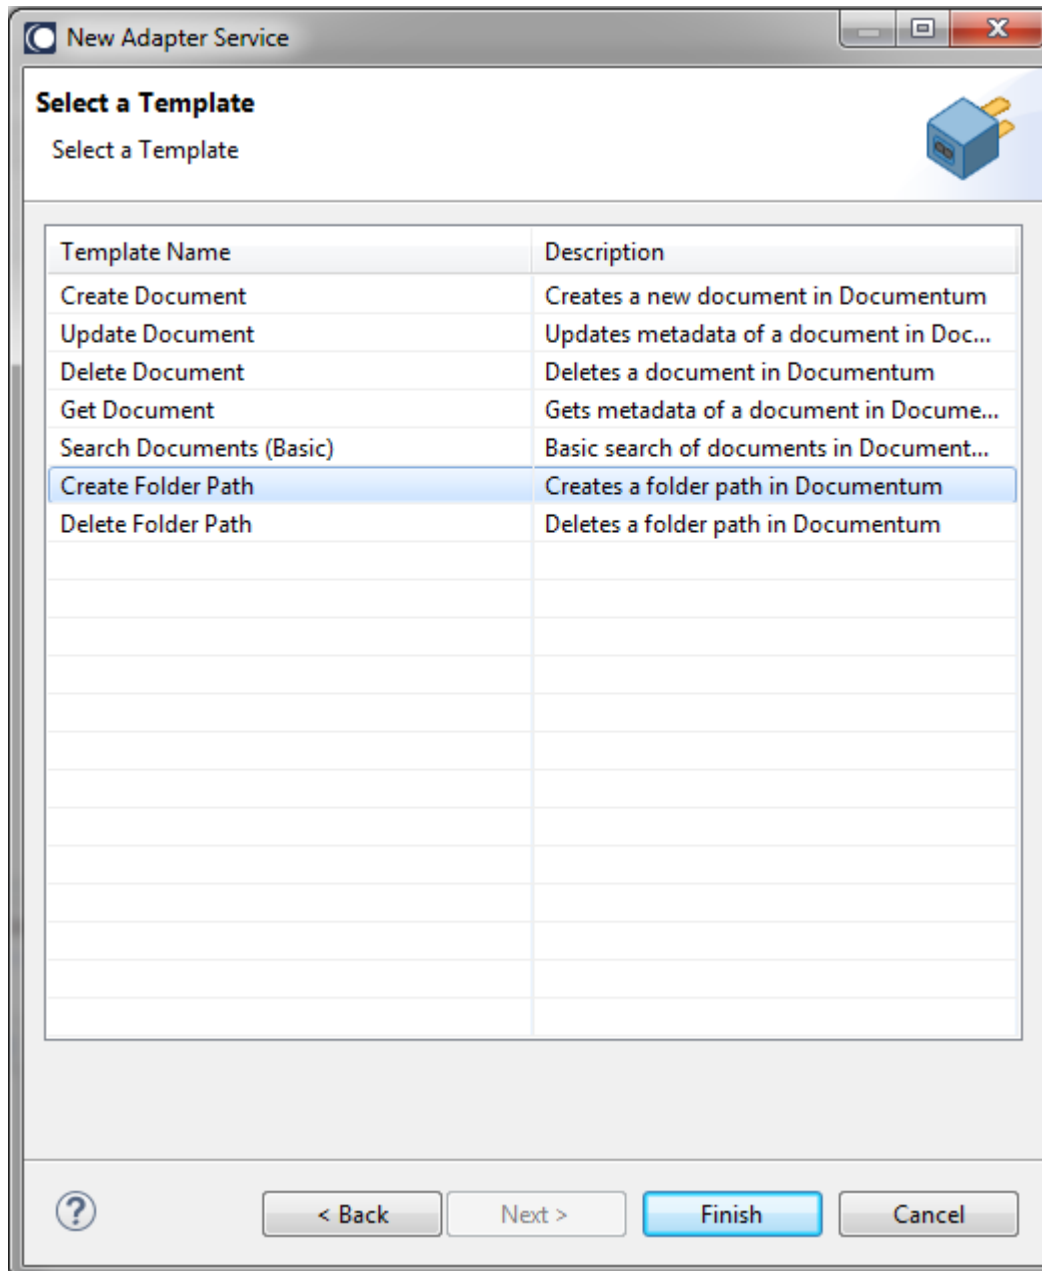 New Adapter Service
Select a Template
Select a Template
Template Name Description
Create Document Creates a new document in Documentum
Update Document Updates metadata of a document in Doc...
Delete Document Deletes a document in Documentum
Get Document Gets metadata of a document in Docume...
Search Documents (Basic) Basic search of documents in Document...
Create Folder Path Creates a folder path in Documentum
Delete Folder Path Deletes a folder path in Documentum
? < Back Next > Finish Cancel